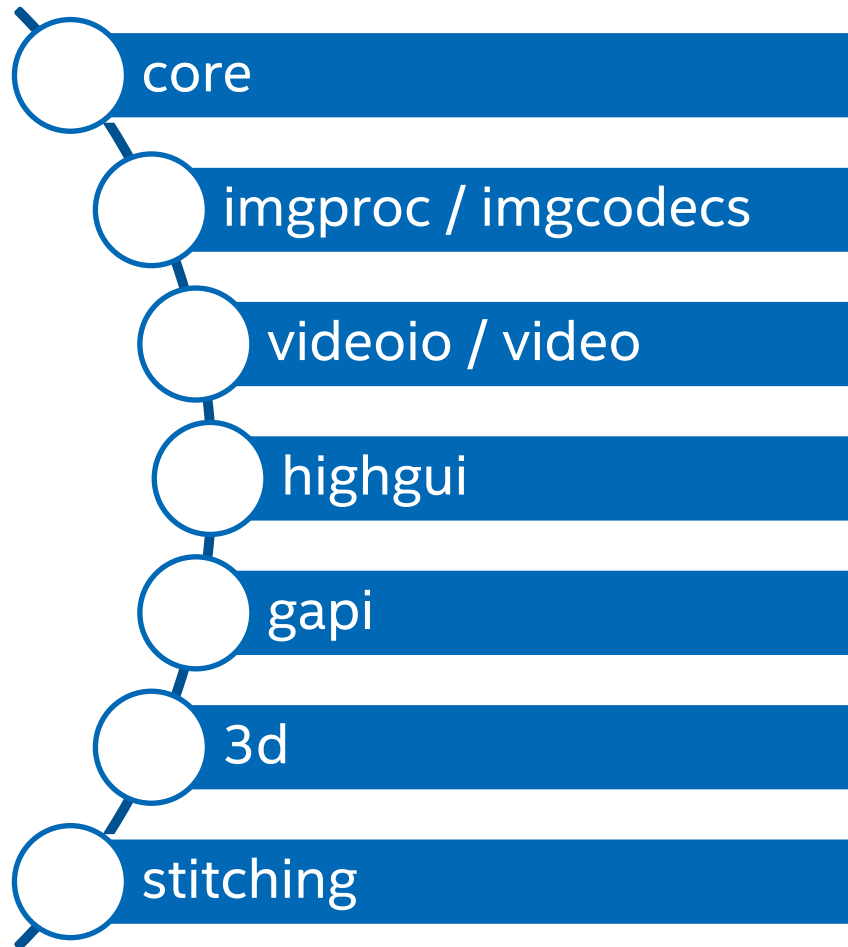 core
imgproc / imgcodecs
videoio / video
highgui
gapi
3d
stitching